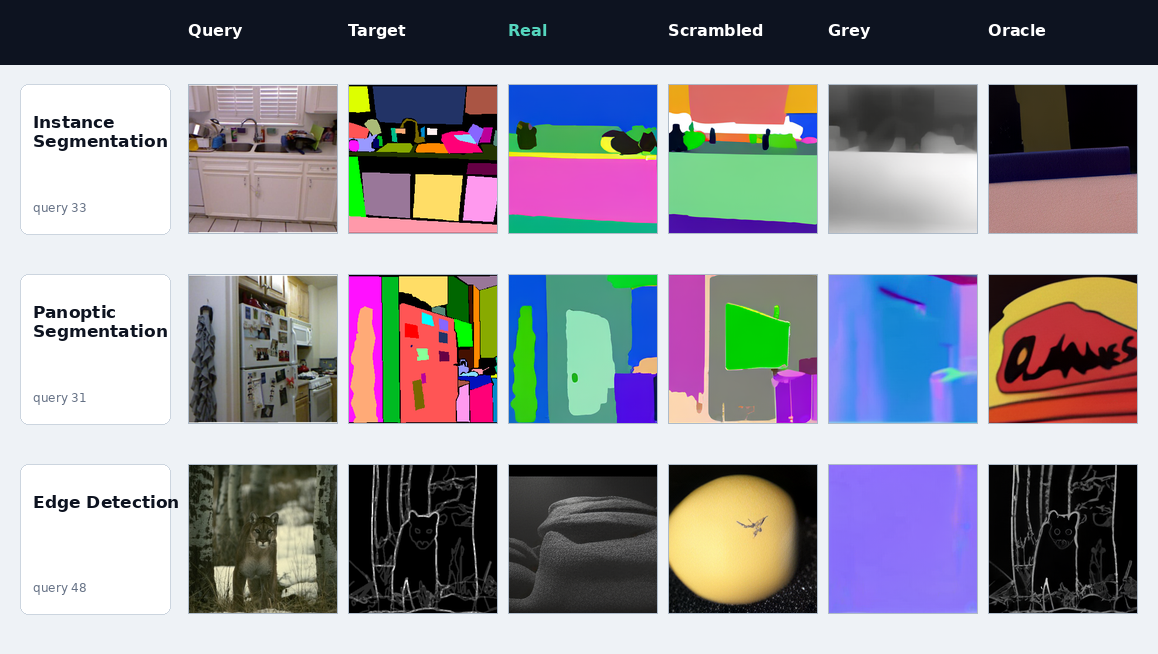 Query
Target
Real
Scrambled
Grey
Oracle
Instance
Segmentation
query 33
Panoptic
Segmentation
query 31
Edge Detection
query 48